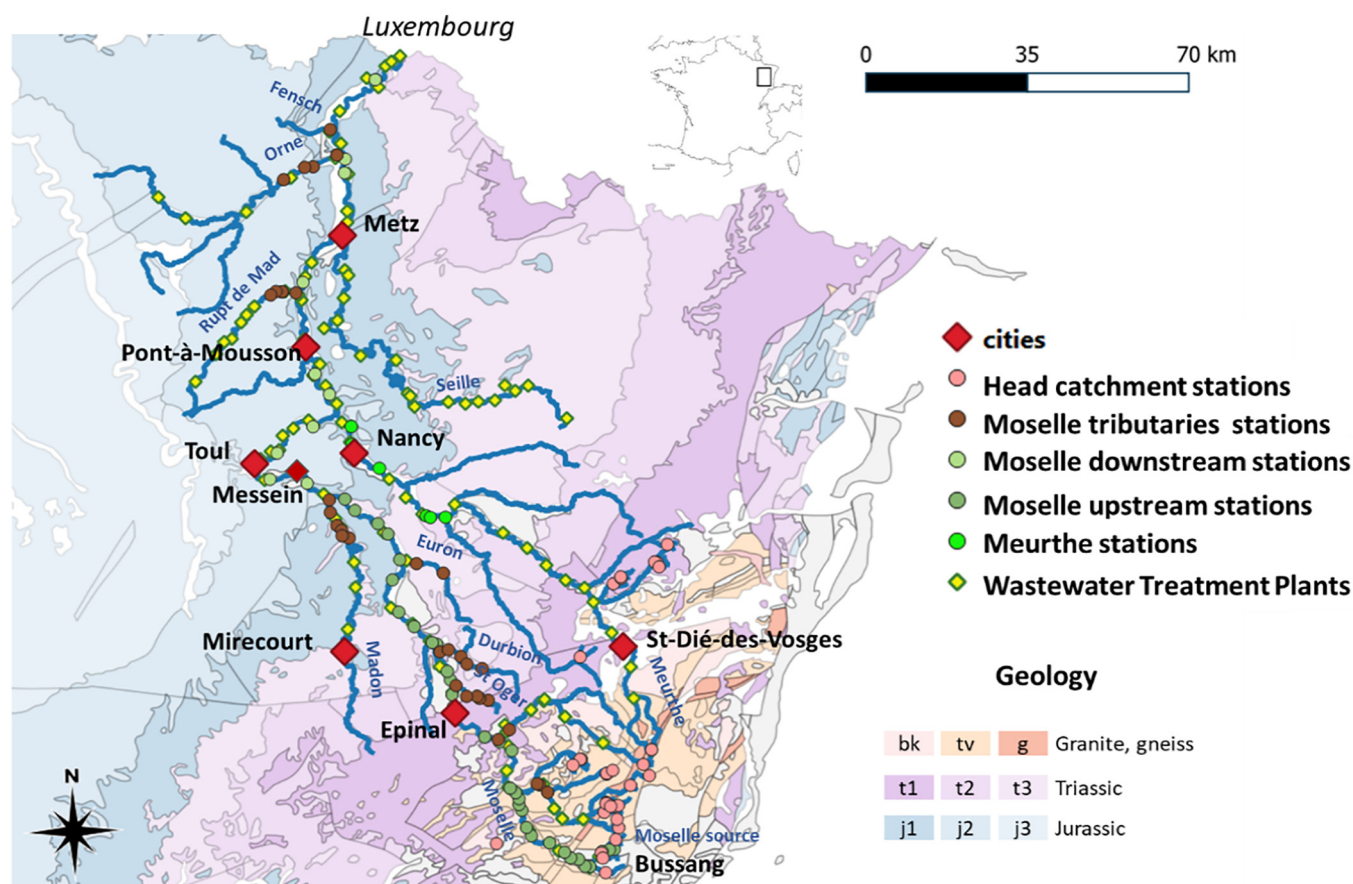 Luxembourg
0 35 70 km
Fensch
Orne
Metz
Rupt de Mad
cities
Pont-à-Mousson
Head catchment stations
Seille
Moselle tributaries stations
Nancy
Toul
Moselle downstream stations
Messein
Moselle upstream stations
Euron
Meurthe stations
Wastewater Treatment Plants
Mirecourt
St-Dié-des-Vosges
Durbion
Madon
Meurthe
St Oger
Geology
Epinal
bk tv g Granite, gneiss
N
Moselle
t1 t2 t3 Triassic
Moselle source
j1 j2 j3 Jurassic
Bussang